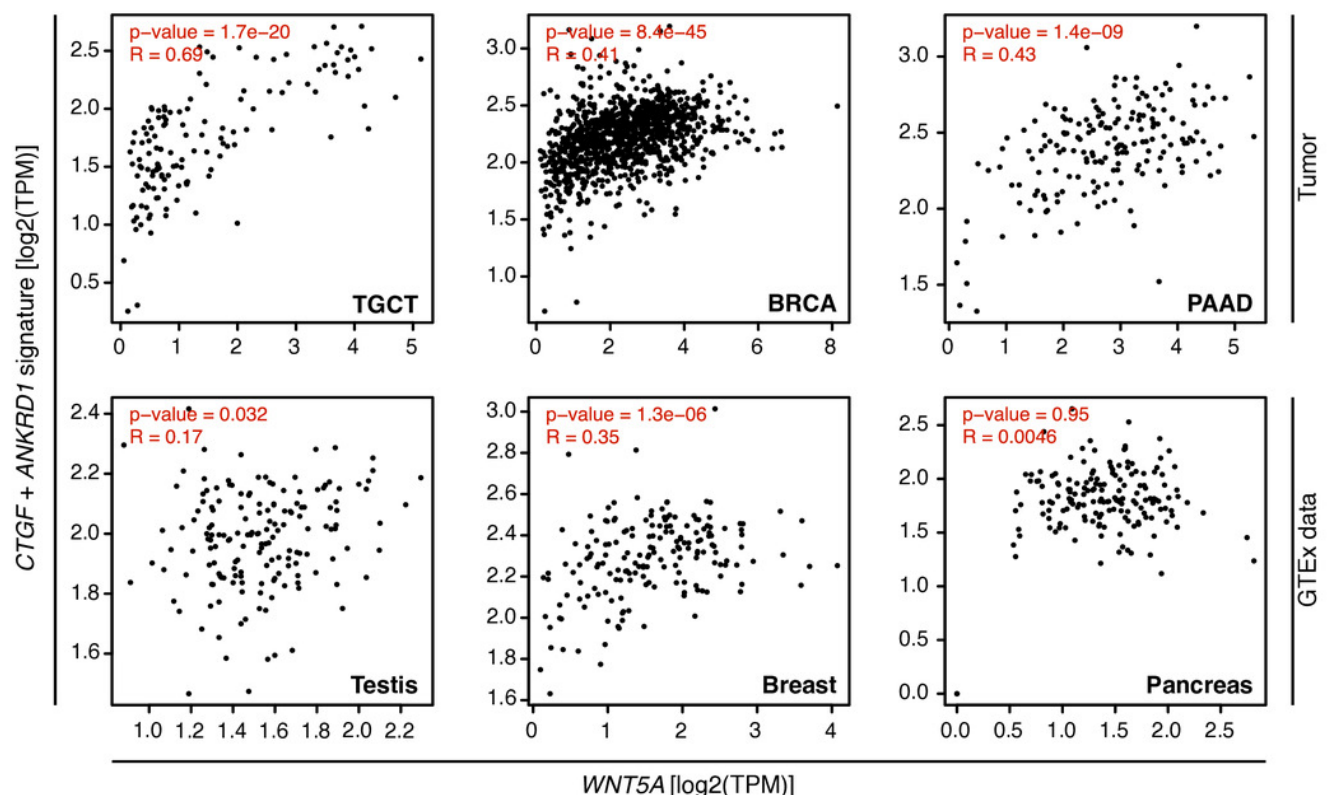 CTGF + ANKRD1 signature [log2(TPM)]
p−value = 1.7e−20
R = 0.69
2.5
2.0
1.5
1.0
0.5
TGCT
0 1 2 3 4 5
p−value = 8.4e−45
R = 0.41
3.0
2.5
2.0
1.5
1.0
BRCA
0 2 4 6 8
p−value = 1.4e−09
R = 0.43
3.0
2.5
2.0
1.5
PAAD
0 1 2 3 4 5
Tumor
p−value = 0.032
R = 0.17
2.4
2.2
2.0
1.8
1.6
Testis
1.0 1.2 1.4 1.6 1.8 2.0 2.2
p−value = 1.3e−06
R = 0.35
3.0
2.8
2.6
2.4
2.2
2.0
1.8
1.6
Breast
0 1 2 3 4
p−value = 0.95
R = 0.0046
2.5
2.0
1.5
1.0
0.5
0.0
Pancreas
0.0 0.5 1.0 1.5 2.0 2.5
GTEx data
WNT5A [log2(TPM)]